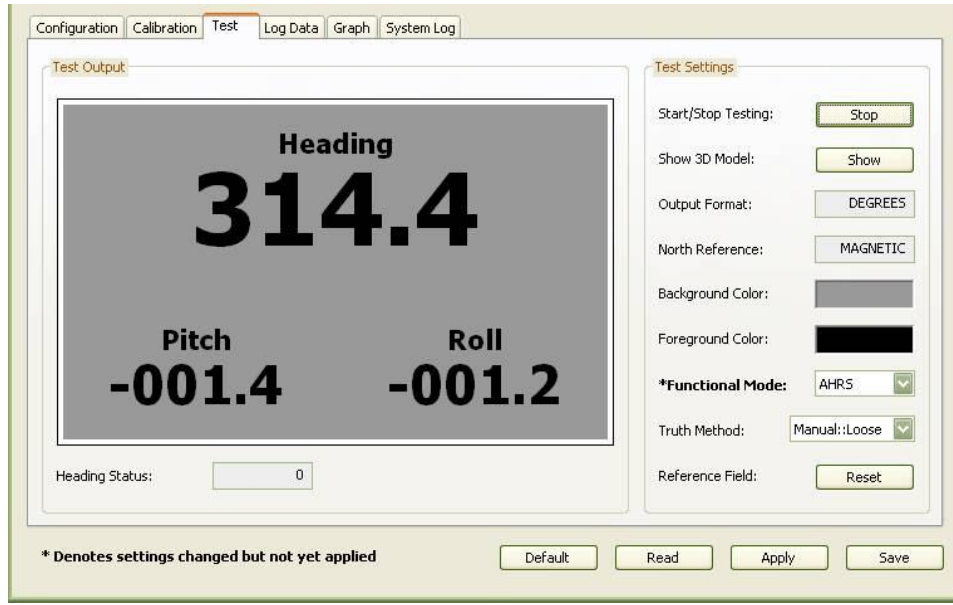 Configuration Calibration Test Log Data Graph System Log
Test Output
Heading
314.4
Pitch Roll
-001.4 -001.2
Heading Status: 0
Test Settings
Start/Stop Testing: Stop
Show 3D Model: Show
Output Format: DEGREES
North Reference: MAGNETIC
Background Color:
Foreground Color:
*Functional Mode: AHRS
Truth Method: Manual::Loose
Reference Field: Reset
* Denotes settings changed but not yet applied Default Read Apply Save